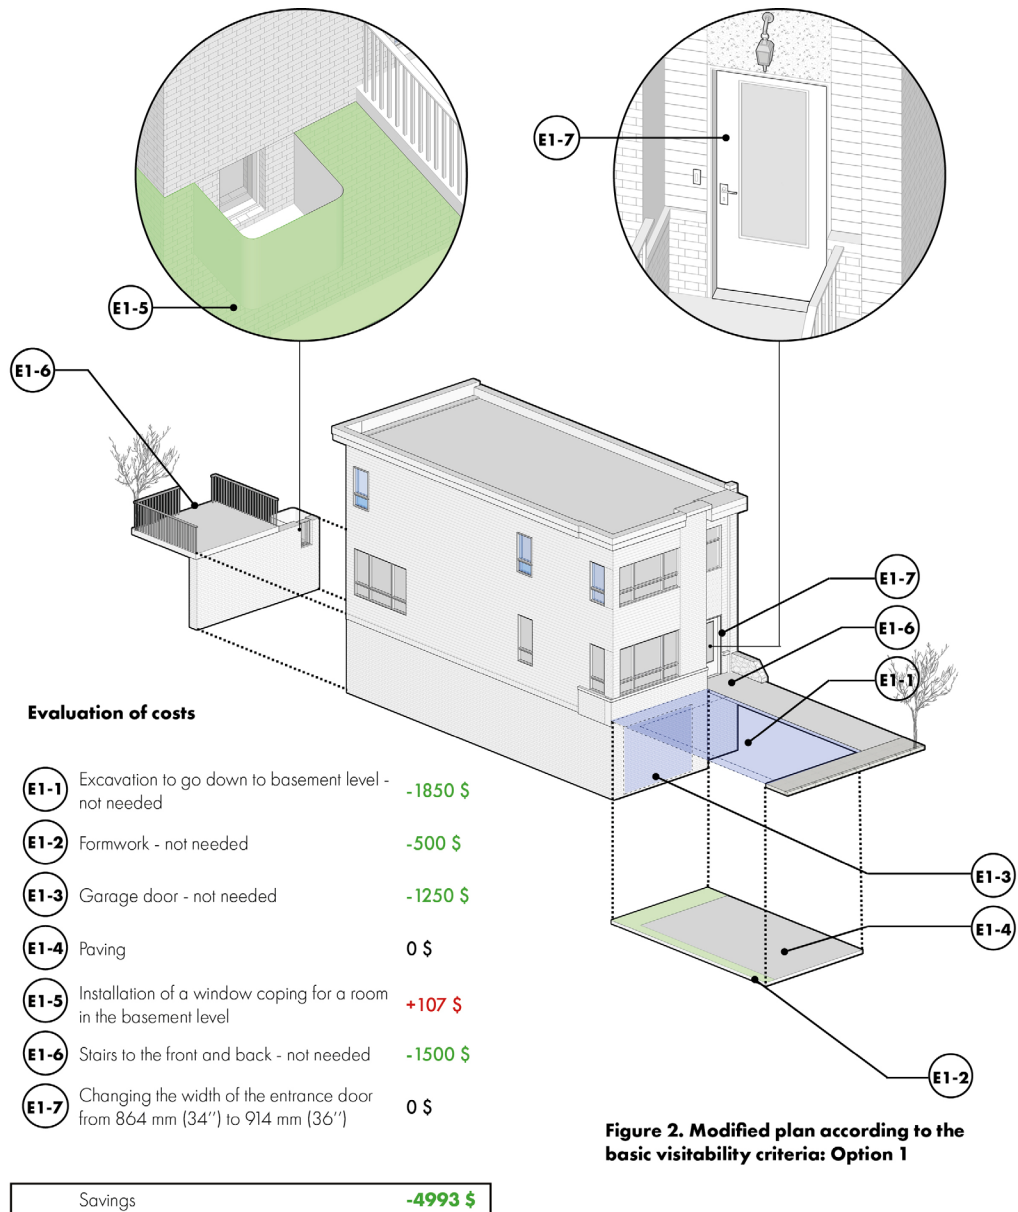 E1-7
E1-5
E1-6
E1-7
E1-6
E1-1
Evaluation of costs
E1-1 Excavation to go down to basement level - -1850 $
not needed
E1-2 Formwork - not needed -500 $
E1-3 Garage door - not needed -1250 $
E1-4 Paving 0 $
E1-5 Installation of a window coping for a room +107 $
in the basement level
E1-6 Stairs to the front and back - not needed -1500 $
E1-7 Changing the width of the entrance door 0 $
from 864 mm (34’’) to 914 mm (36’’)
Savings -4993 $
E1-3
E1-4
E1-2
Figure 2. Modified plan according to the
basic visitability criteria: Option 1